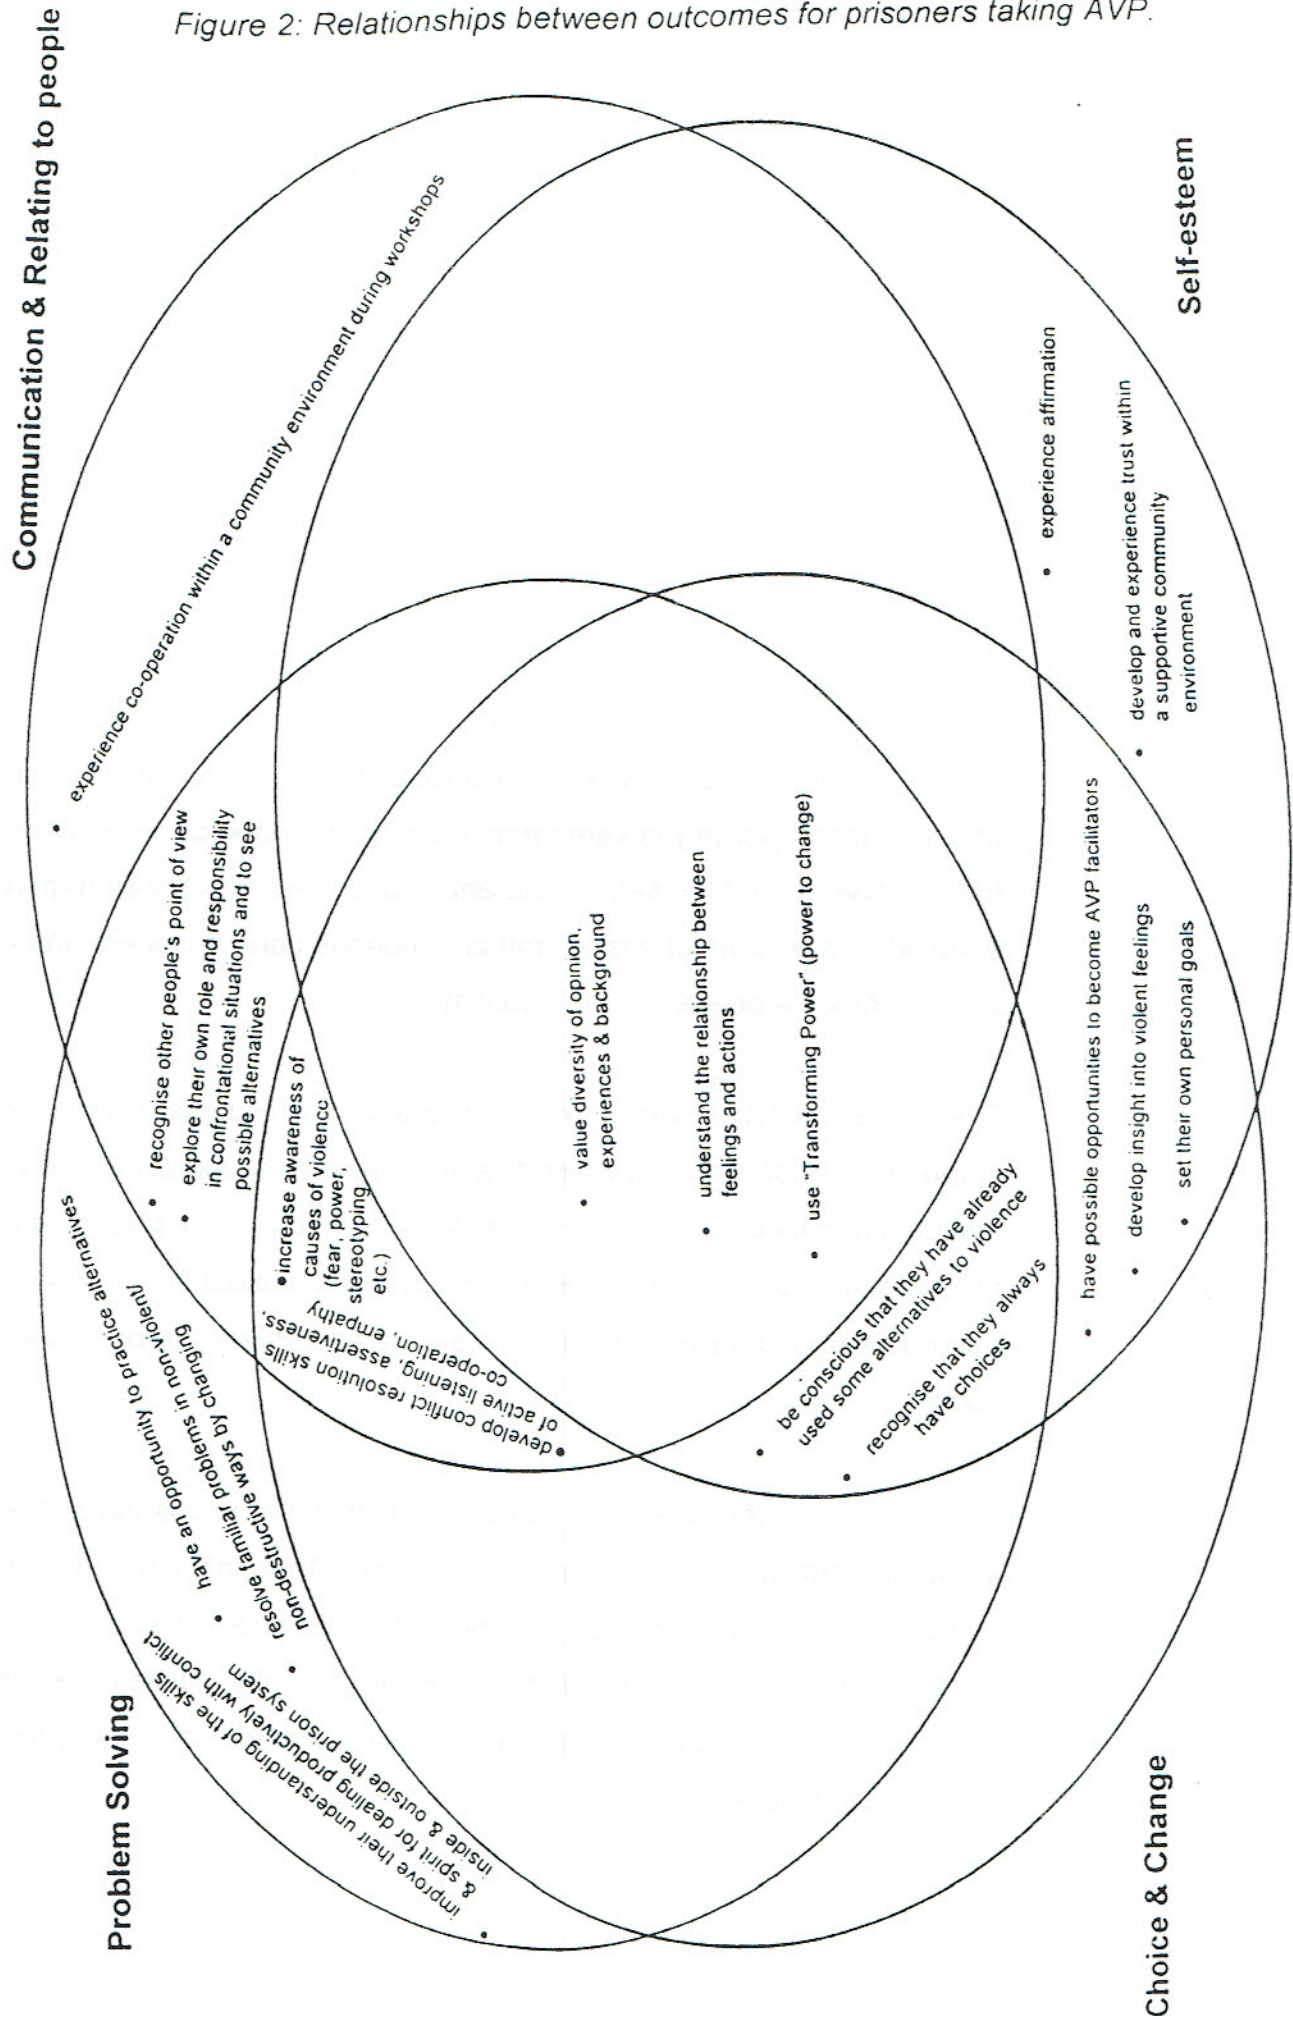 Figure 2: Relationships between outcomes for prisoners taking AVP.
Problem Solving
Communication & Relating to people
• have an opportunity to practice alternatives
• resolve familiar problems in non-violent/
non-destructive ways by changing
• improve their understanding of the skills
& spirit for dealing productively with conflict
inside & outside the prison system
• recognise other people's point of view
• explore their own role and responsibility
in confrontational situations and to see
possible alternatives
• experience co-operation within a community environment during workshops
• increase awareness of
causes of violence
(fear, power,
stereotyping,
etc.)
• develop conflict resolution skills
of active listening, assertiveness,
co-operation, empathy
• value diversity of opinion,
experiences & background
• understand the relationship between
feelings and actions
• use "Transforming Power" (power to change)
• be conscious that they have already
used some alternatives to violence
• recognise that they always
have choices
• have possible opportunities to become AVP facilitators
• develop insight into violent feelings
• set their own personal goals
• experience affirmation
• develop and experience trust within
a supportive community
environment
Choice & Change
Self-esteem